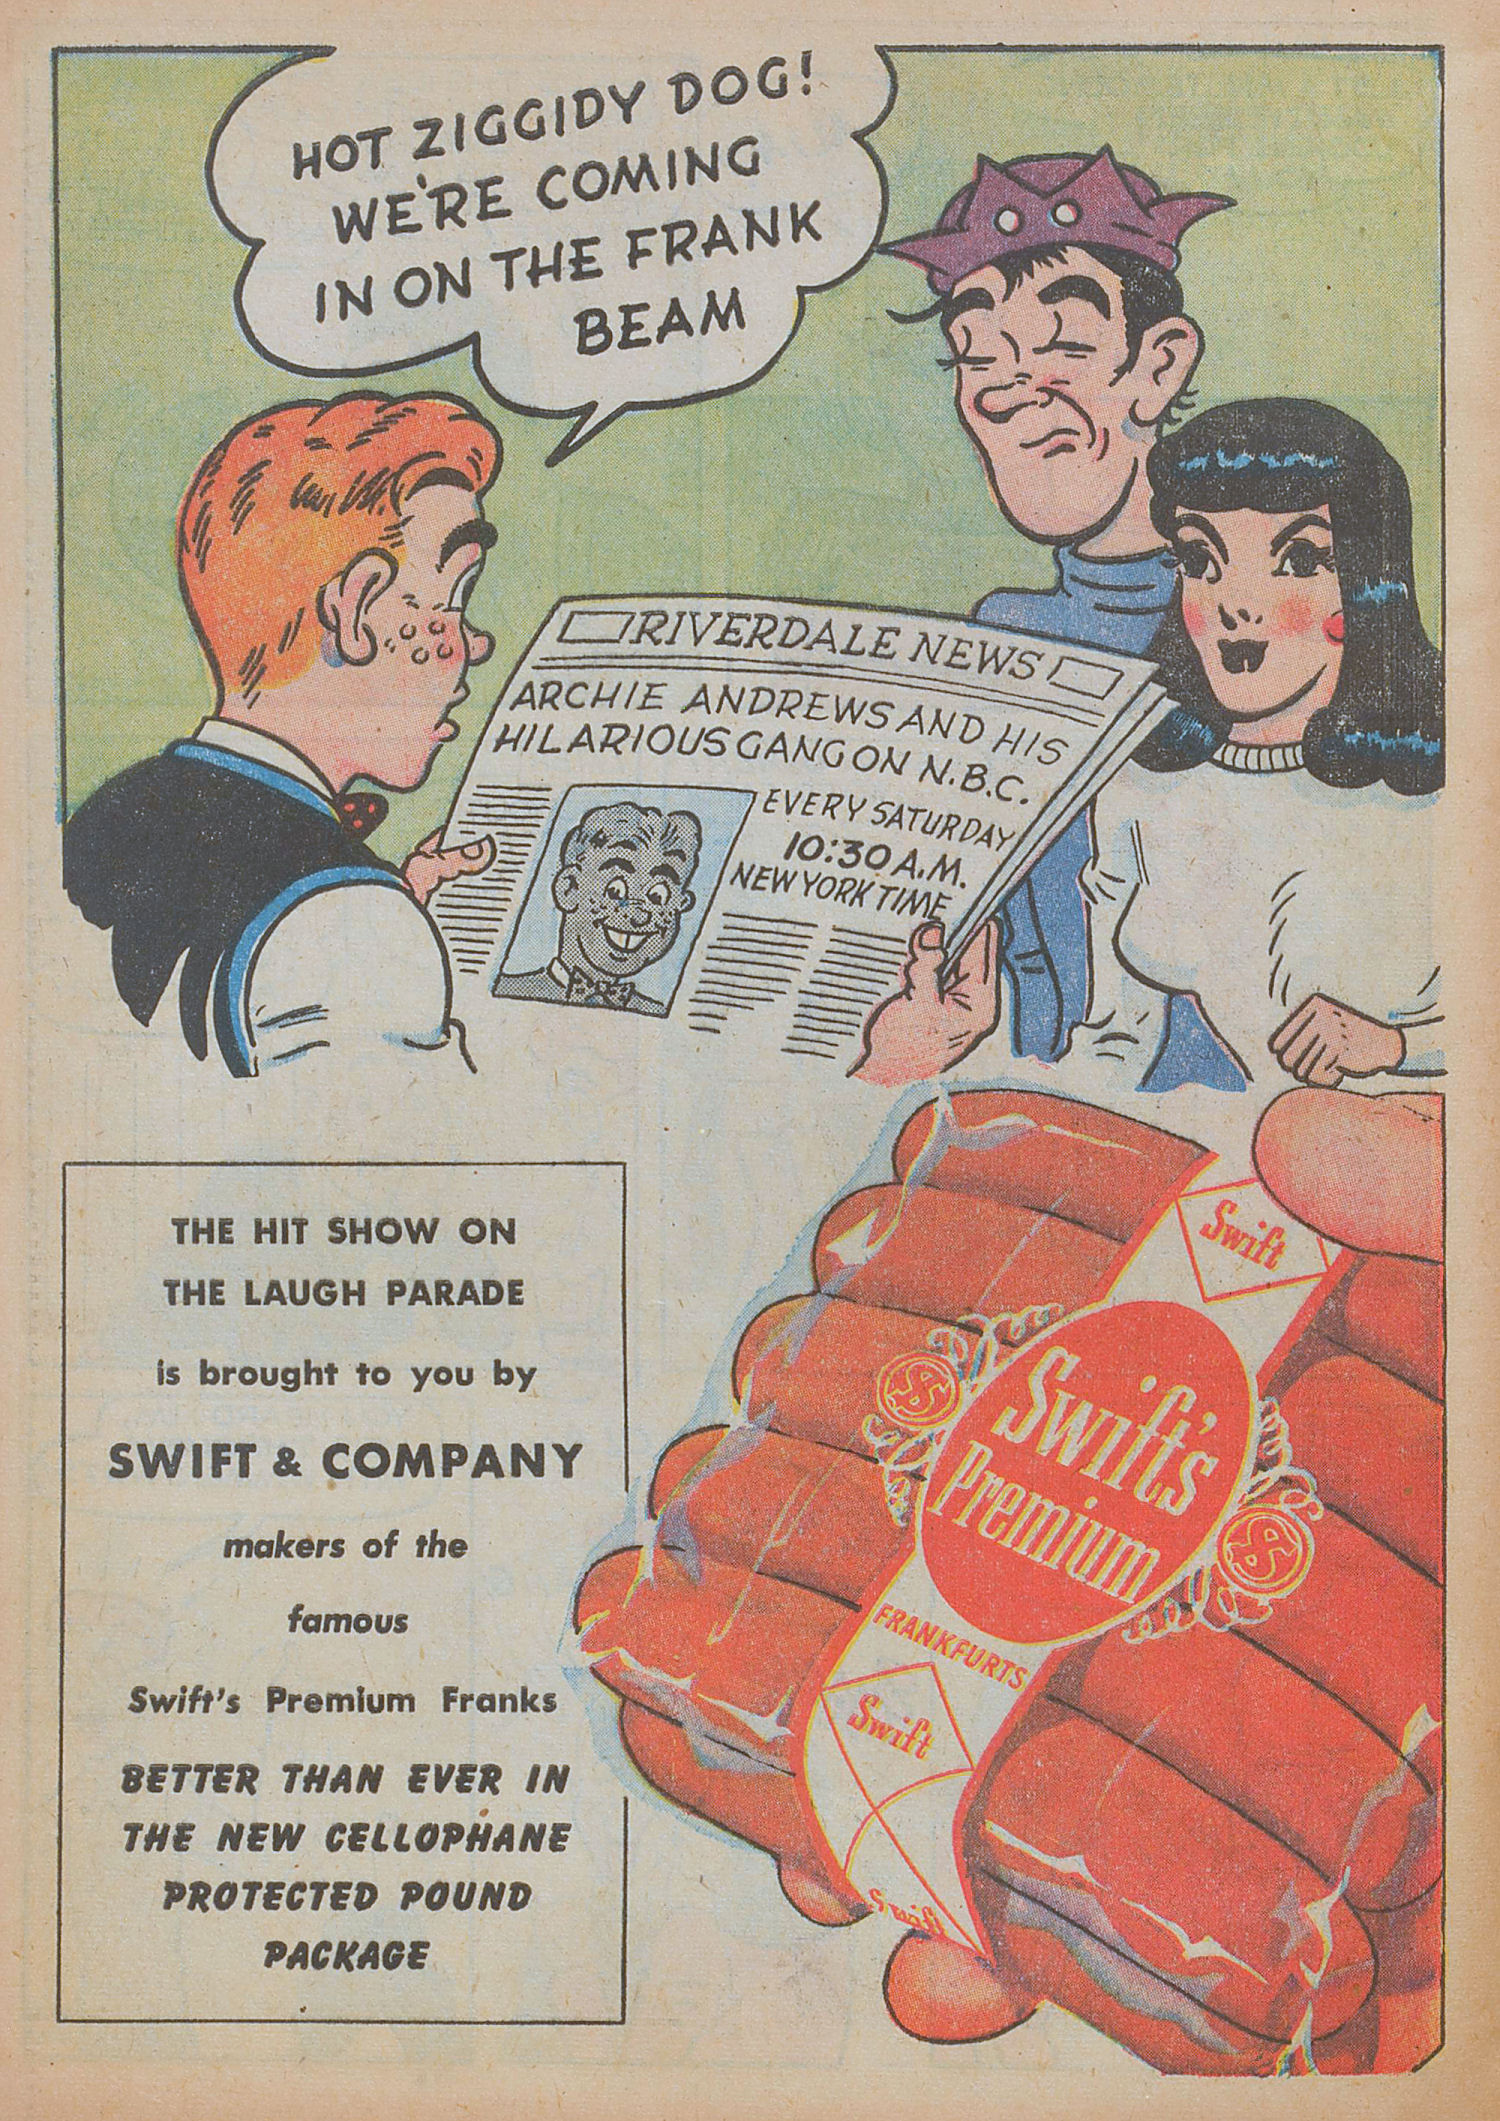 HOT ZIGGIDY DOG!
WE'RE COMING
IN ON THE FRANK
BEAM
RIVERDALE NEWS
ARCHIE ANDREWS AND HIS
HILARIOUS GANG ON N.B.C.
EVERY SATURDAY
10:30 A.M.
NEW YORK TIME
THE HIT SHOW ON
THE LAUGH PARADE
is brought to you by
SWIFT & COMPANY
makers of the
famous
Swift's Premium Franks
BETTER THAN EVER IN
THE NEW CELLOPHANE
PROTECTED POUND
PACKAGE
Swift
Swift's
Premium
FRANKFURTS
Swift
Swift